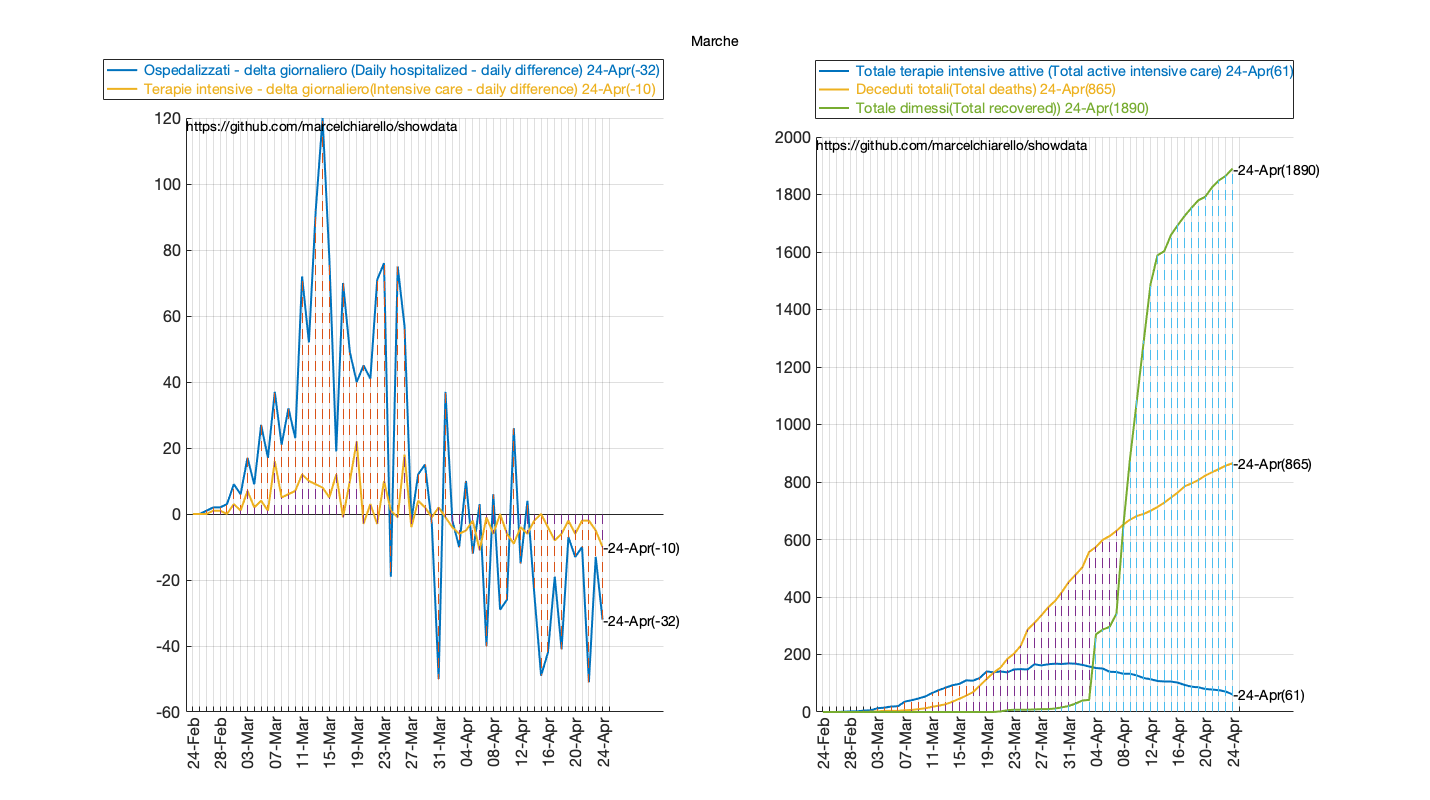 Marche
Ospedalizzati - delta giornaliero (Daily hospitalized - daily difference) 24-Apr(-32)
Terapie intensive - delta giornaliero(Intensive care - daily difference) 24-Apr(-10)
https://github.com/marcelchiarello/showdata
120
100
80
60
40
20
0
-20
-40
-60
-24-Apr(-10)
-24-Apr(-32)
24-Feb
28-Feb
03-Mar
07-Mar
11-Mar
15-Mar
19-Mar
23-Mar
27-Mar
31-Mar
04-Apr
08-Apr
12-Apr
16-Apr
20-Apr
24-Apr
Totale terapie intensive attive (Total active intensive care) 24-Apr(61)
Deceduti totali(Total deaths) 24-Apr(865)
Totale dimessi(Total recovered)) 24-Apr(1890)
https://github.com/marcelchiarello/showdata
2000
1800
1600
1400
1200
1000
800
600
400
200
0
-24-Apr(1890)
-24-Apr(865)
-24-Apr(61)
24-Feb
28-Feb
03-Mar
07-Mar
11-Mar
15-Mar
19-Mar
23-Mar
27-Mar
31-Mar
04-Apr
08-Apr
12-Apr
16-Apr
20-Apr
24-Apr